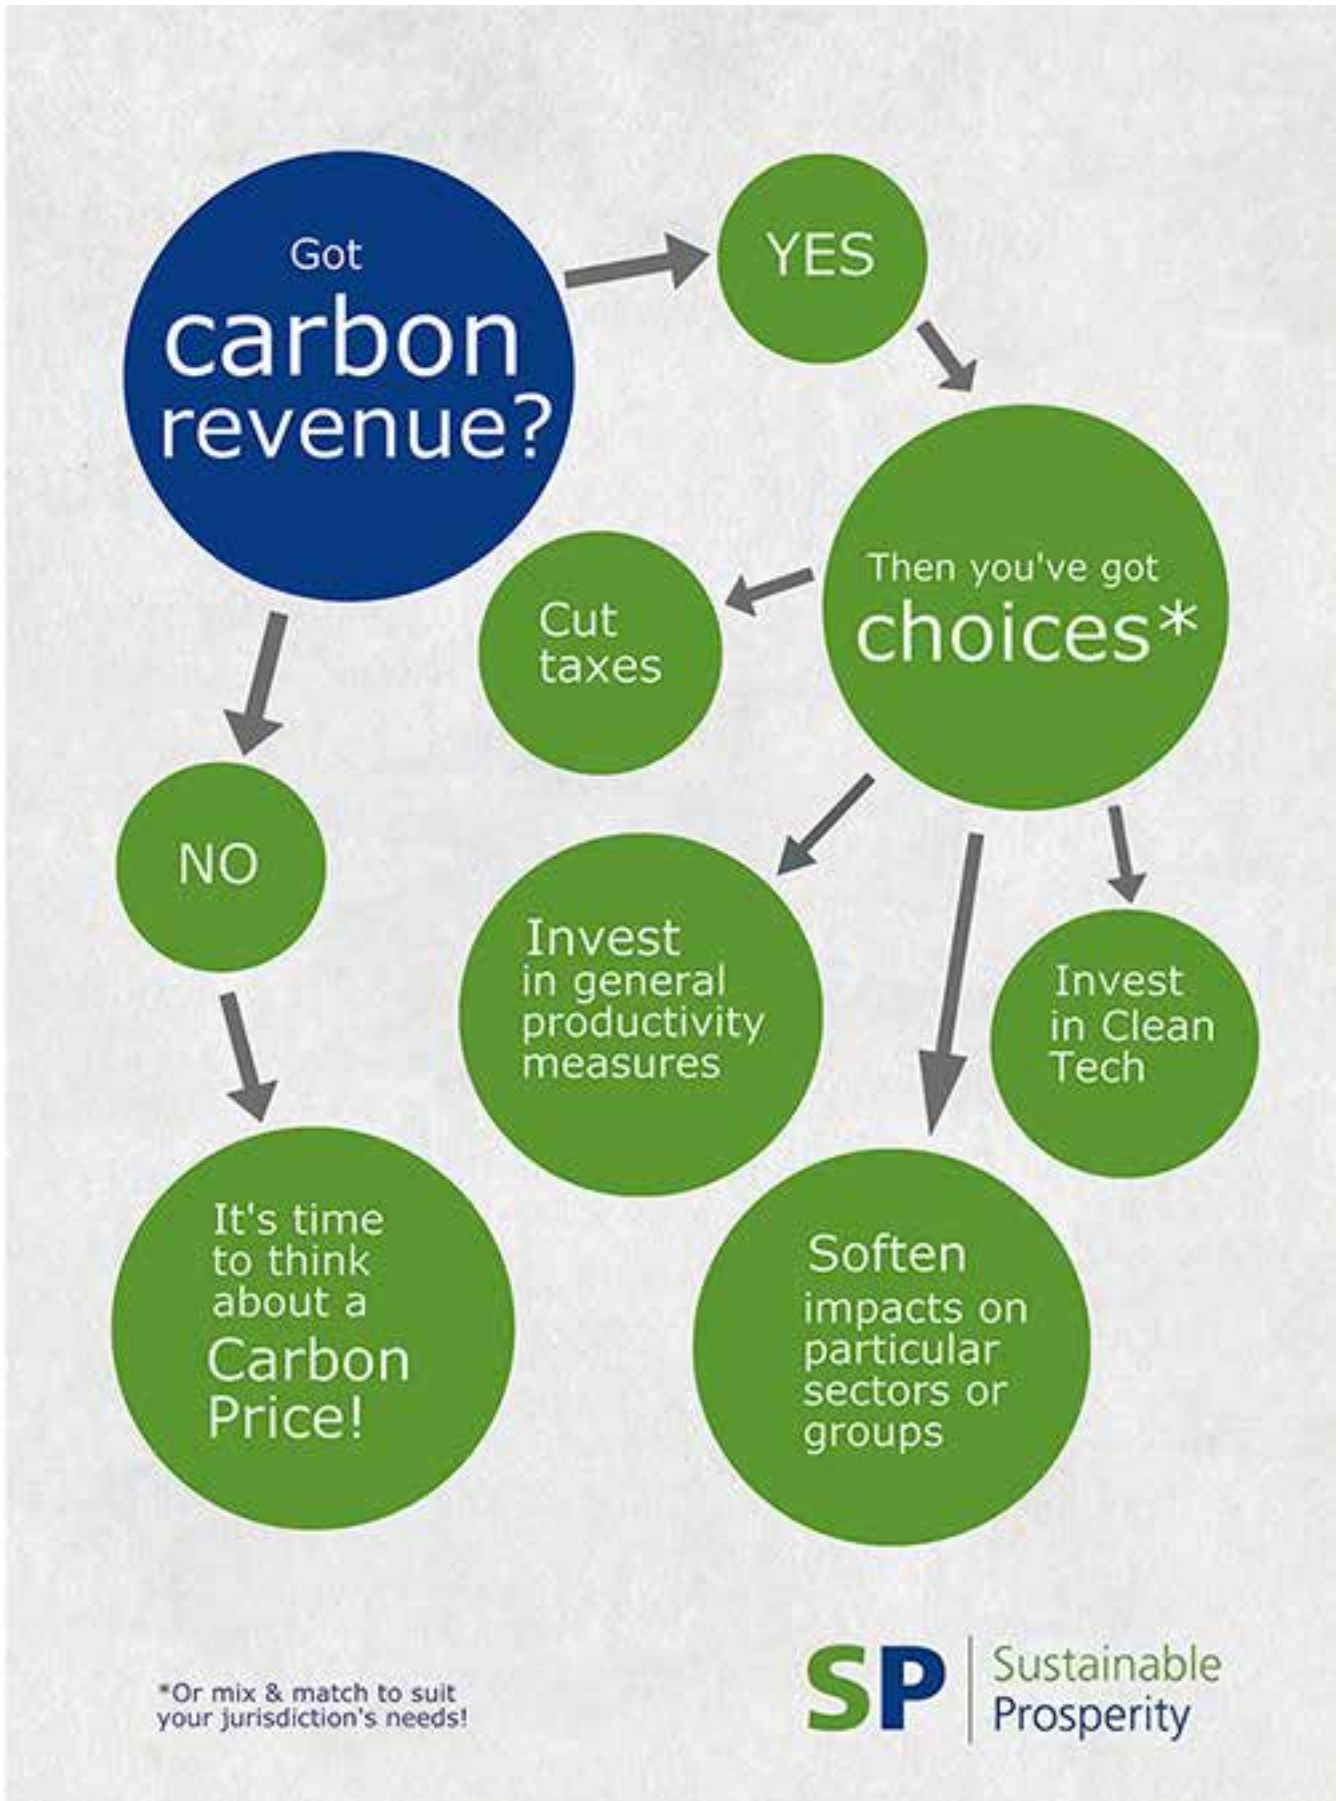 Got
carbon
revenue?
YES
Then you've got
choices*
Cut
taxes
NO
Invest
in general
productivity
measures
Invest
in Clean
Tech
It's time
to think
about a
Carbon
Price!
Soften
impacts on
particular
sectors or
groups
*Or mix & match to suit
your jurisdiction's needs!
SP
Sustainable
Prosperity